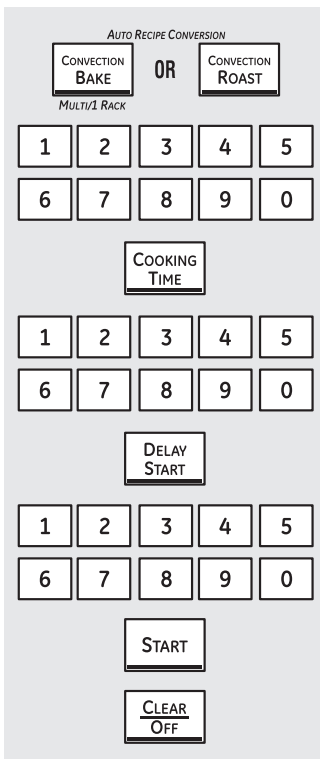 AUTO RECIPE CONVERSION
CONVECTION
BAKE
OR
CONVECTION
ROAST
MULTI/1 RACK
1 2 3 4 5
6 7 8 9 0
COOKING
TIME
1 2 3 4 5
6 7 8 9 0
DELAY
START
1 2 3 4 5
6 7 8 9 0
START
CLEAR
OFF